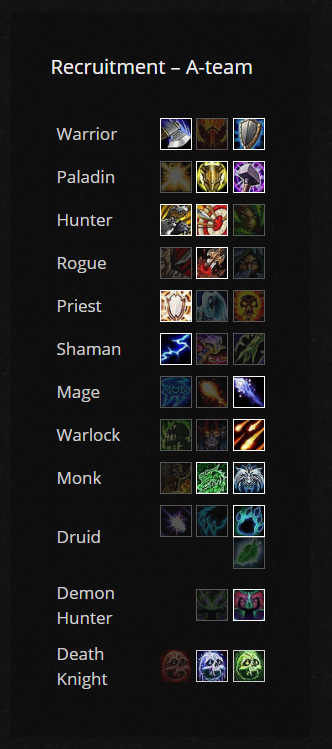 Recruitment – A-team
Warrior
Paladin
Hunter
Rogue
Priest
Shaman
Mage
Warlock
Monk
Druid
Demon
Hunter
Death
Knight